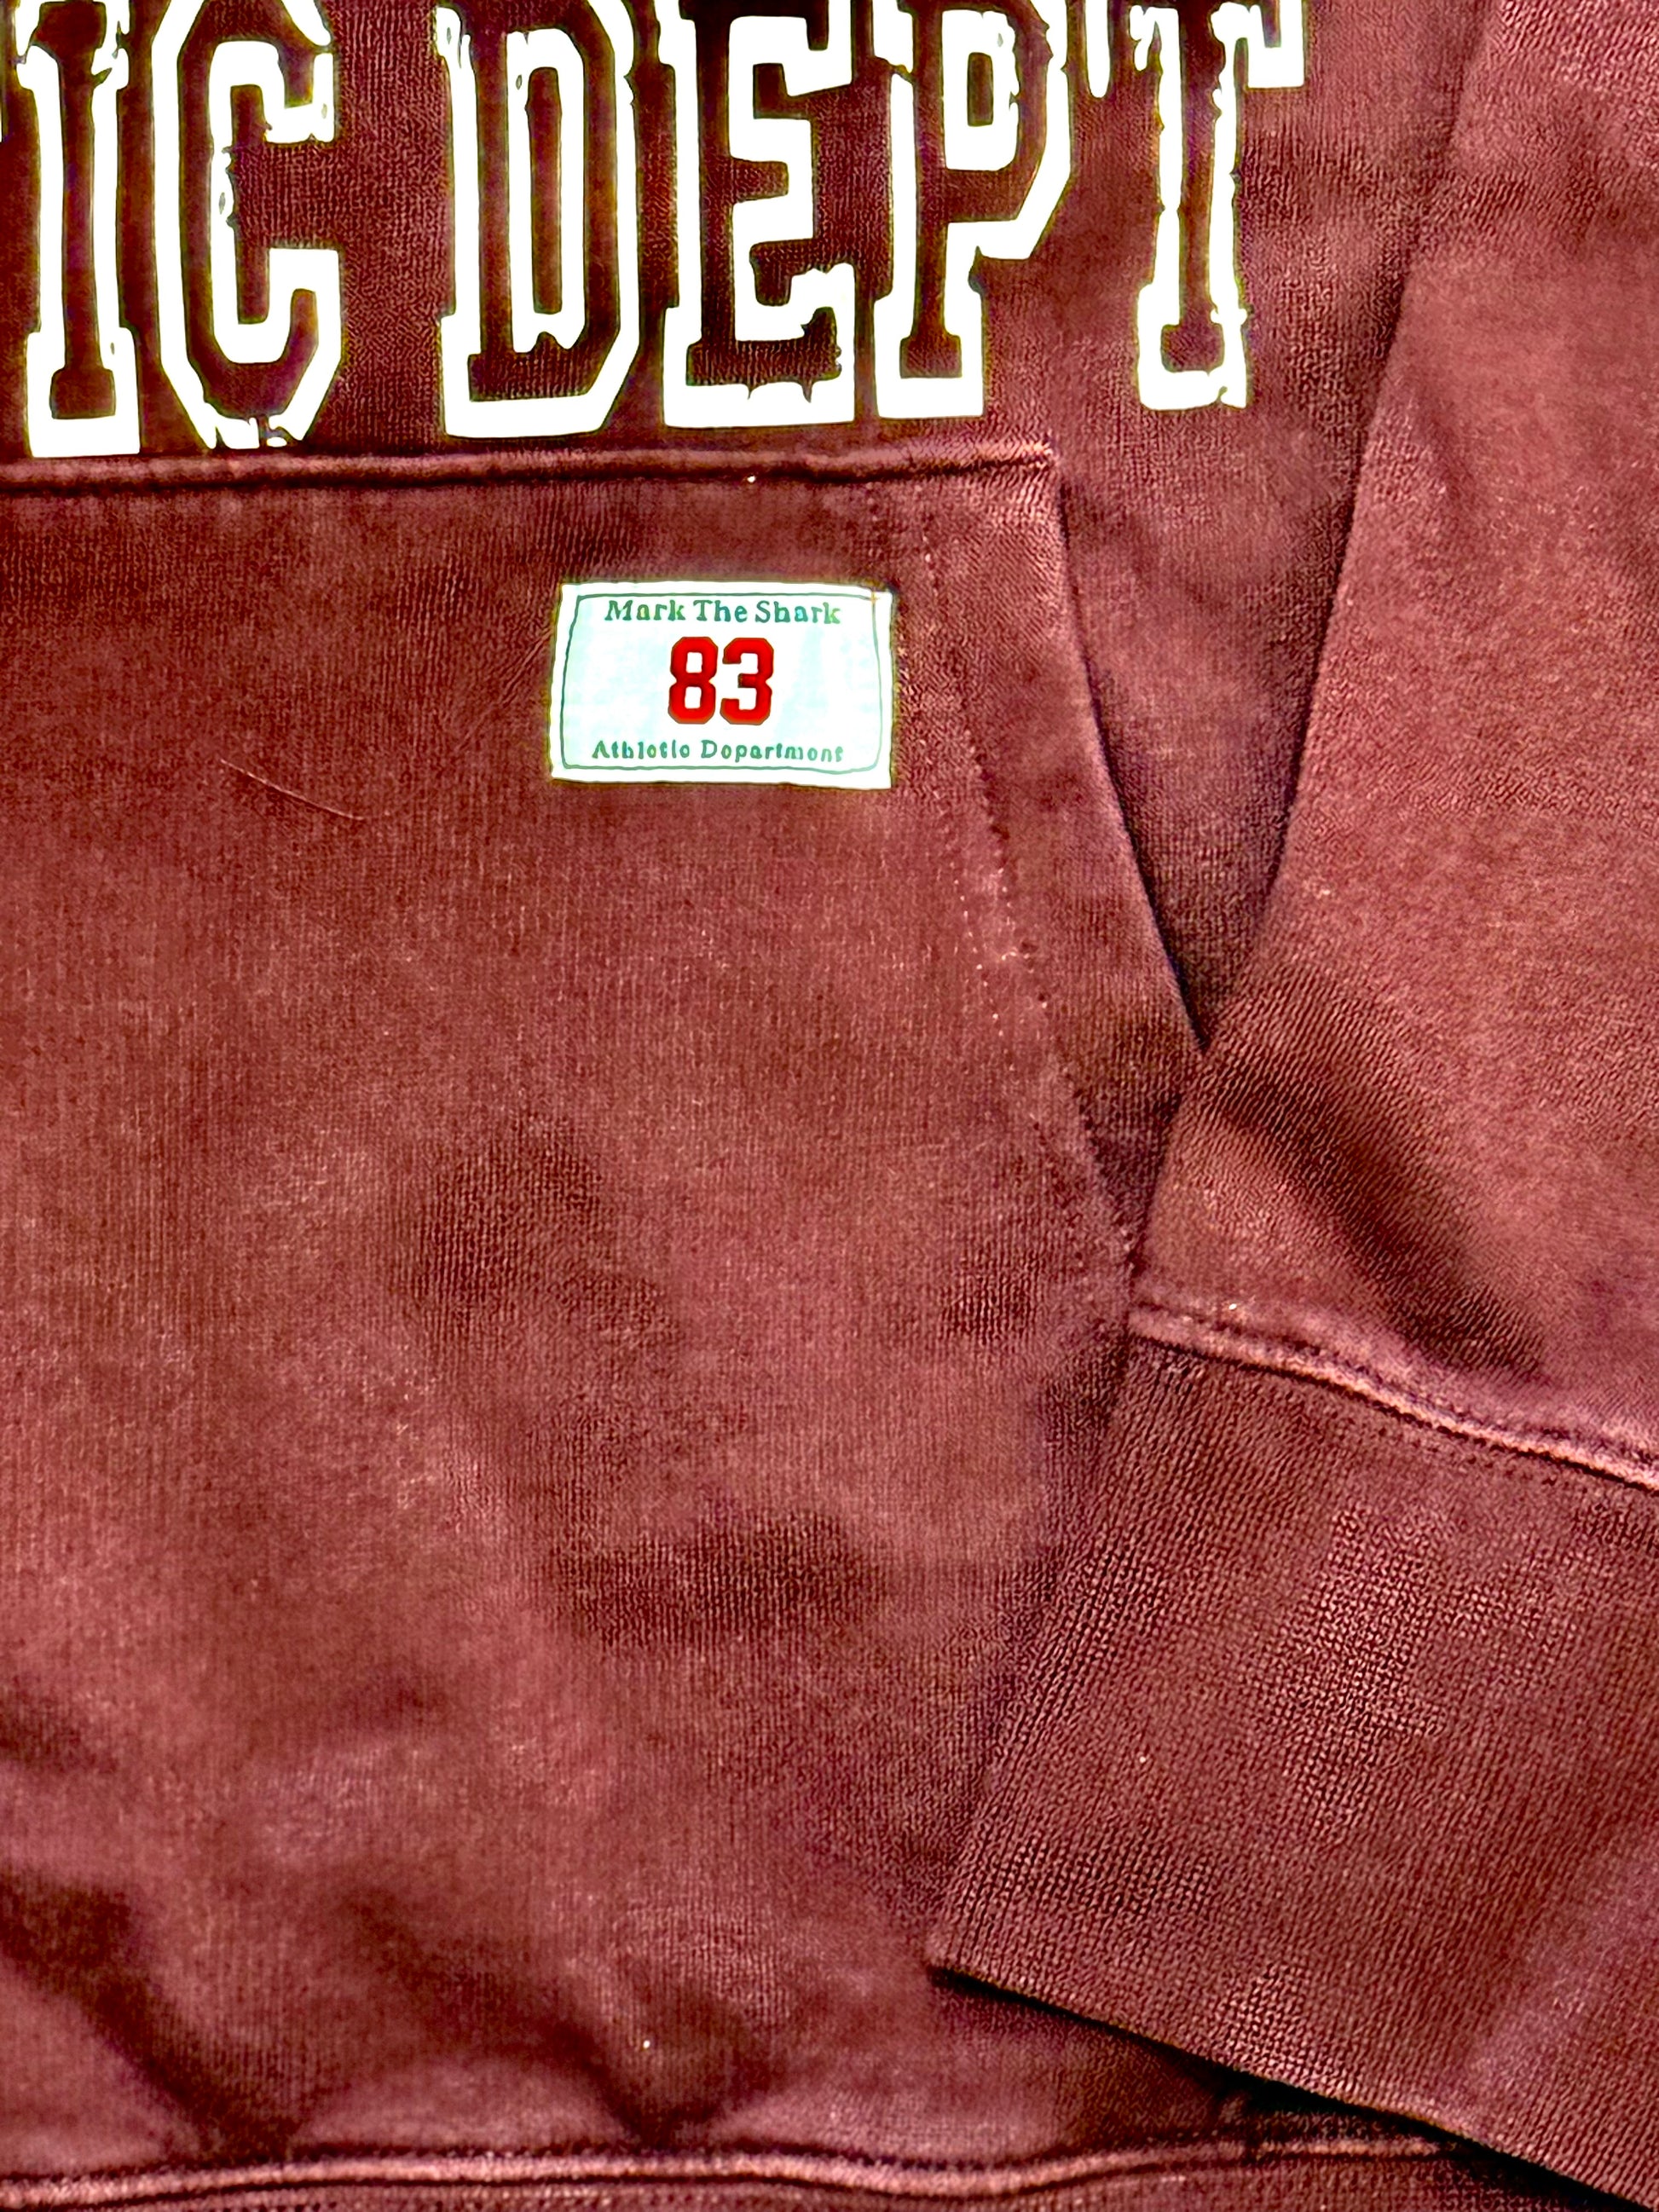 IC DEPT
Mark The Shark
83
Athletic Department